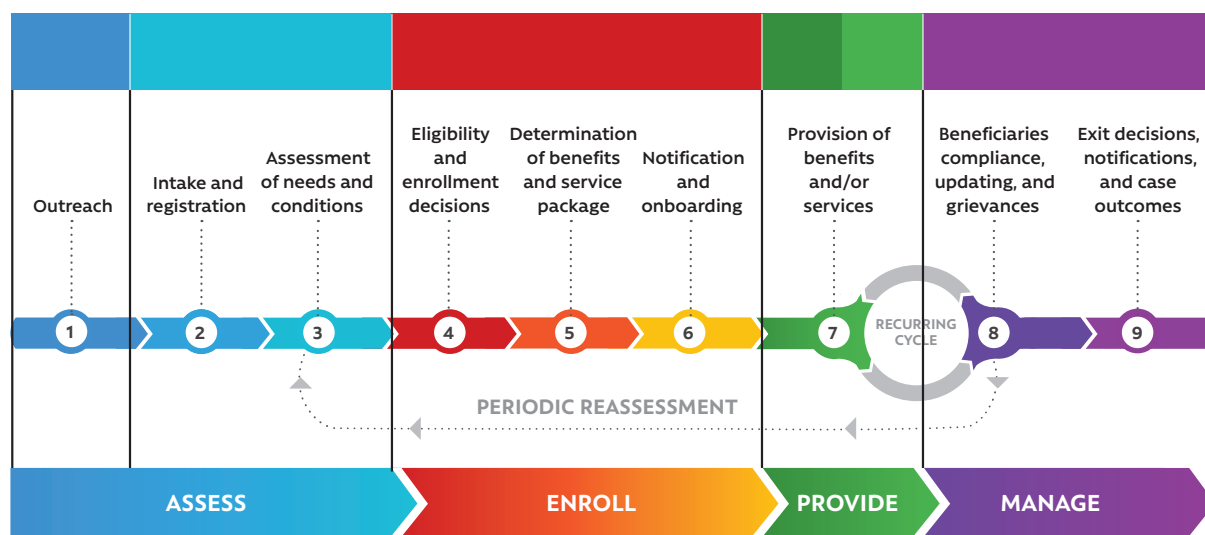 Outreach
Intake and
registration
Assessment
of needs and
conditions
Eligibility
and
enrollment
decisions
Determination
of benefits
and service
package
Notification
and
onboarding
Provision of
benefits
and/or
services
Beneficiaries
compliance,
updating, and
grievances
Exit decisions,
notifications,
and case
outcomes
1
2
3
4
5
6
7
RECURRING
CYCLE
8
9
PERIODIC REASSESSMENT
ASSESS
ENROLL
PROVIDE
MANAGE